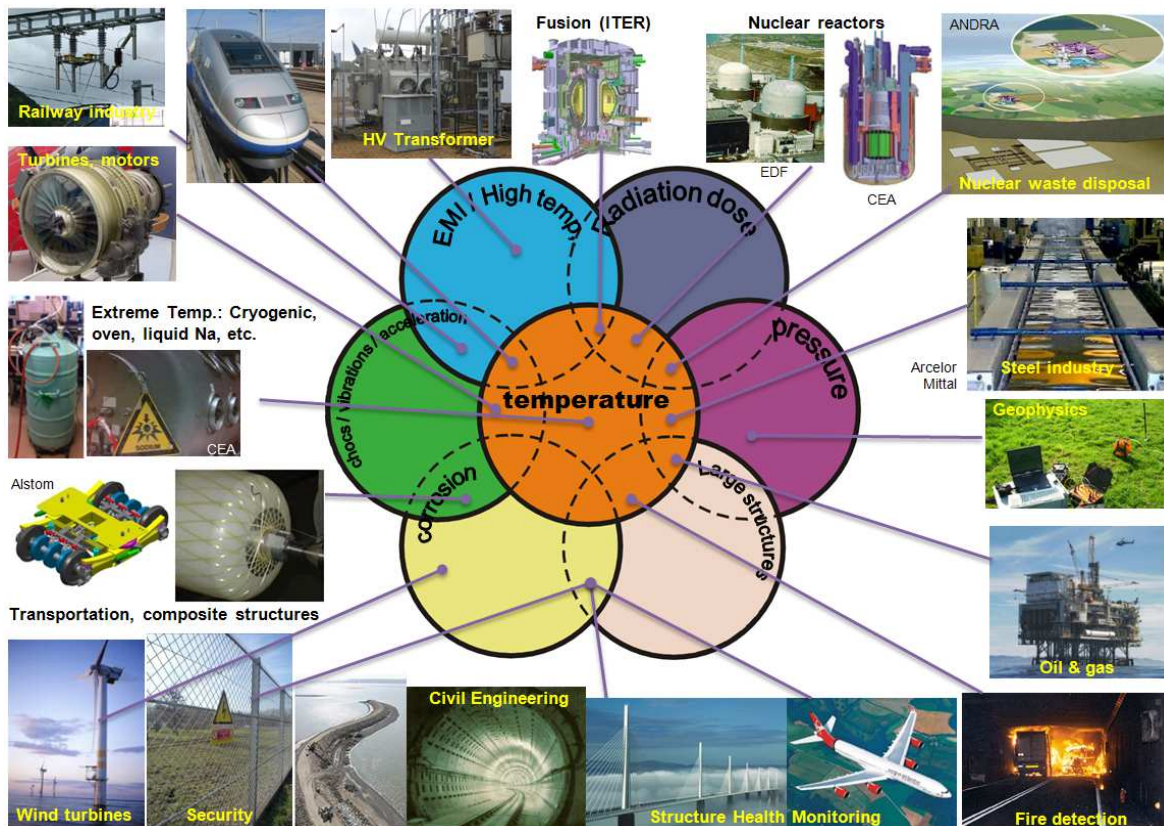 Fusion (ITER)
Nuclear reactors
ANDRA
Railway industry
HV Transformer
EDF
CEA
Nuclear waste disposal
Turbines, motors
EMI / High temp,
Radiation dose
Extreme Temp.: Cryogenic,
oven, liquid Na, etc.
SODIUM
CEA
chocs / vibrations / acceleration
pressure
temperature
Arcelor
Mittal
Steel industry
Geophysics
Alstom
corrosion
Large structures
Transportation, composite structures
Oil & gas
Civil Engineering
Wind turbines
Security
Structure Health
Monitoring
Fire detection